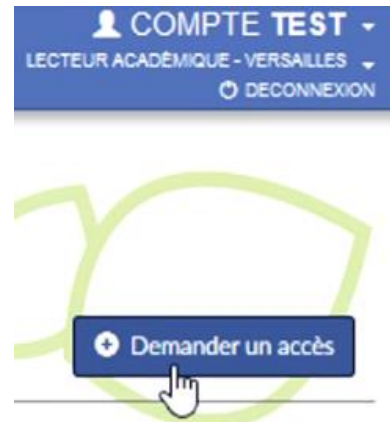 COMPTE TEST
LECTEUR ACADÉMIQUE - VERSAILLES
DECONNEXION
Demander un accès